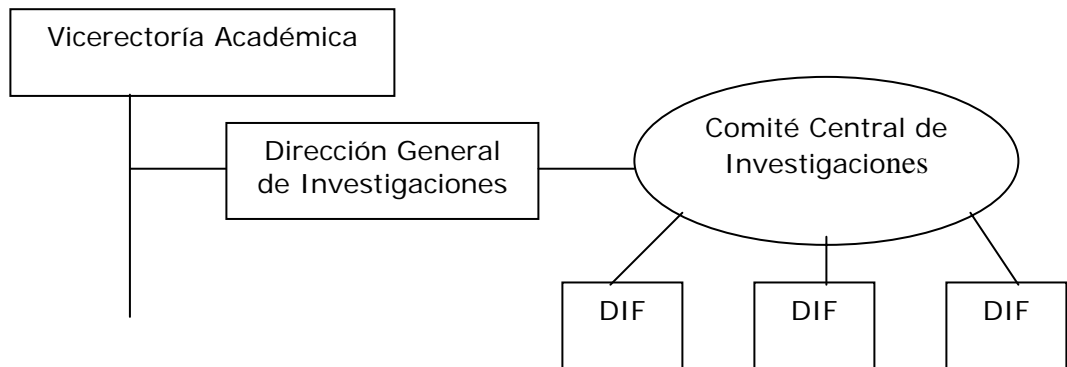 Vicerectoría Académica
Dirección General
de Investigaciones
Comité Central de
Investigaciones
DIF
DIF
DIF